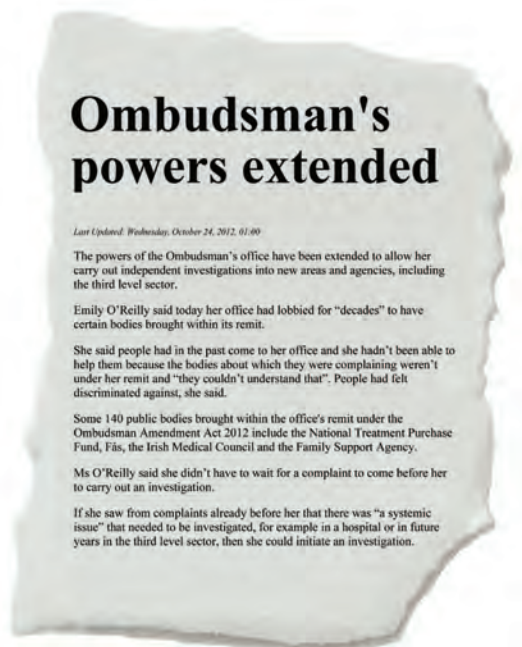 Ombudsman's
powers extended
Last Updated: Wednesday, October 24, 2012, 01:00
The powers of the Ombudsman's office have been extended to allow her
carry out independent investigations into new areas and agencies, including
the third level sector.
Emily O'Reilly said today her office had lobbied for "decades" to have
certain bodies brought within its remit.
She said people had in the past come to her office and she hadn't been able to
help them because the bodies about which they were complaining weren't
under her remit and "they couldn't understand that". People had felt
discriminated against, she said.
Some 140 public bodies brought within the office's remit under the
Ombudsman Amendment Act 2012 include the National Treatment Purchase
Fund, Fás, the Irish Medical Council and the Family Support Agency.
Ms O'Reilly said she didn't have to wait for a complaint to come before her
to carry out an investigation.
If she saw from complaints already before her that there was "a systemic
issue" that needed to be investigated, for example in a hospital or in future
years in the third level sector, then she could initiate an investigation.